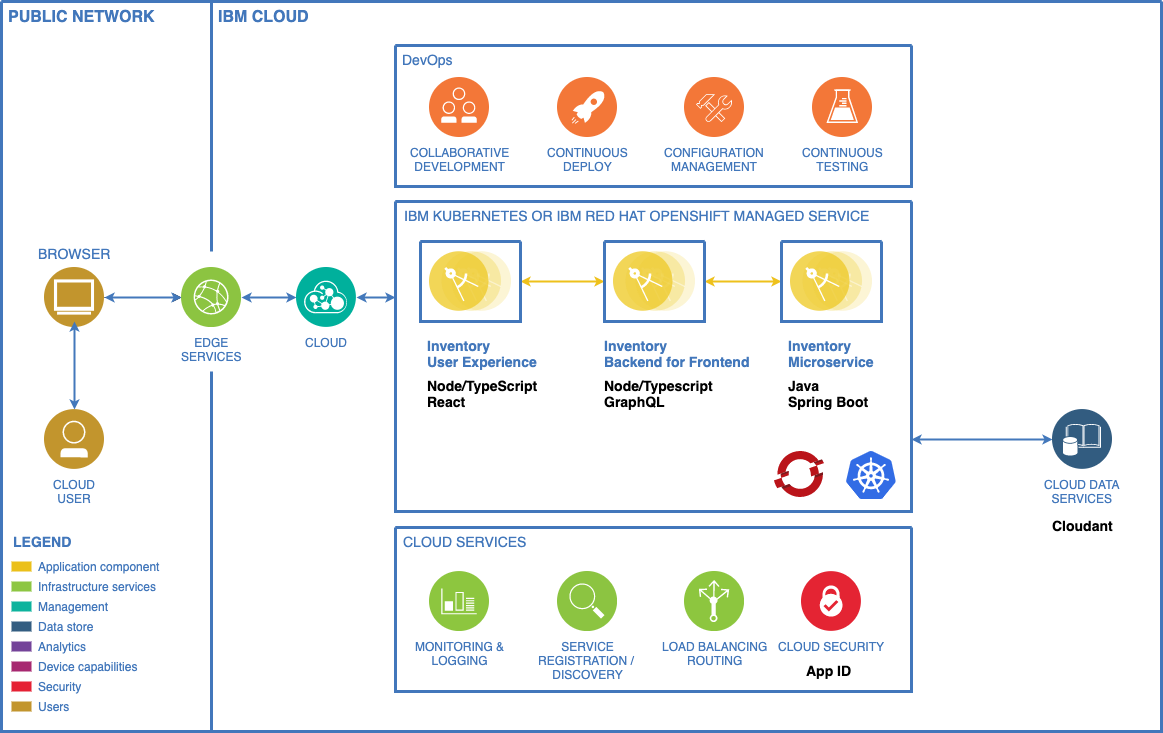 PUBLIC NETWORK
IBM CLOUD
DevOps
COLLABORATIVE
DEVELOPMENT
CONTINUOUS
DEPLOY
CONFIGURATION
MANAGEMENT
CONTINUOUS
TESTING
IBM KUBERNETES OR IBM RED HAT OPENSHIFT MANAGED SERVICE
BROWSER
EDGE
SERVICES
CLOUD
Inventory
User Experience
Node/TypeScript
React
Inventory
Backend for Frontend
Node/Typescript
GraphQL
Inventory
Microservice
Java
Spring Boot
CLOUD
USER
CLOUD DATA
SERVICES
Cloudant
LEGEND
Application component
Infrastructure services
Management
Data store
Analytics
Device capabilities
Security
Users
CLOUD SERVICES
MONITORING &
LOGGING
SERVICE
REGISTRATION /
DISCOVERY
LOAD BALANCING
ROUTING
CLOUD SECURITY
App ID